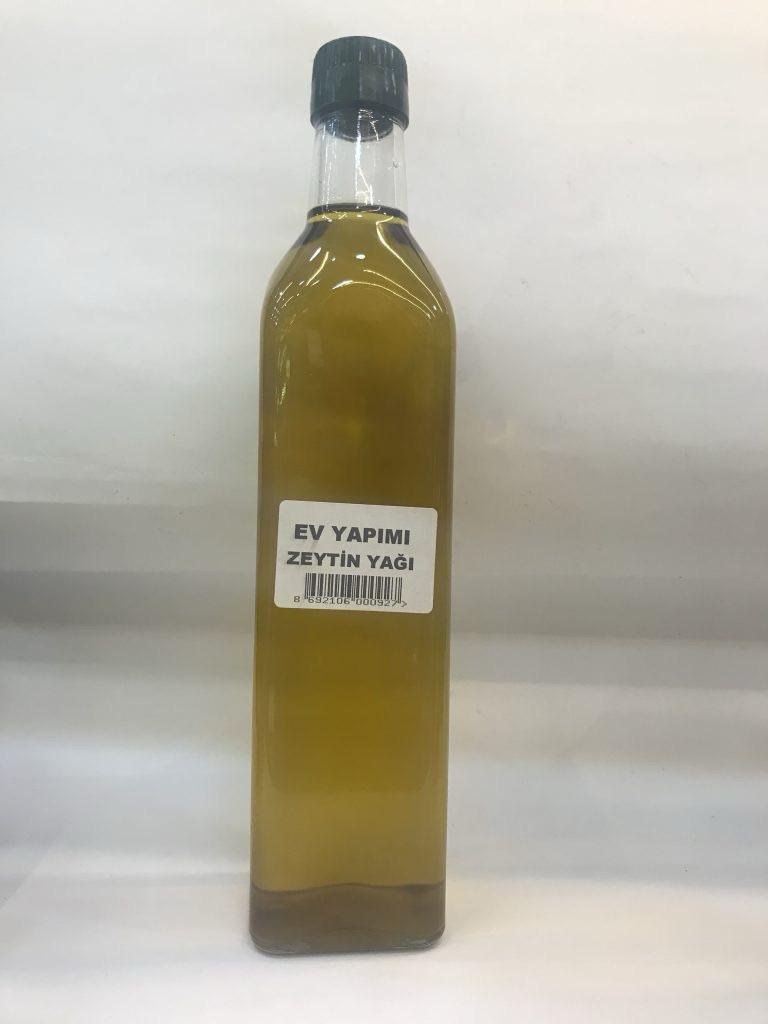 EV YAPIMI
ZEYTİN YAĞI
8 692106 000927 >